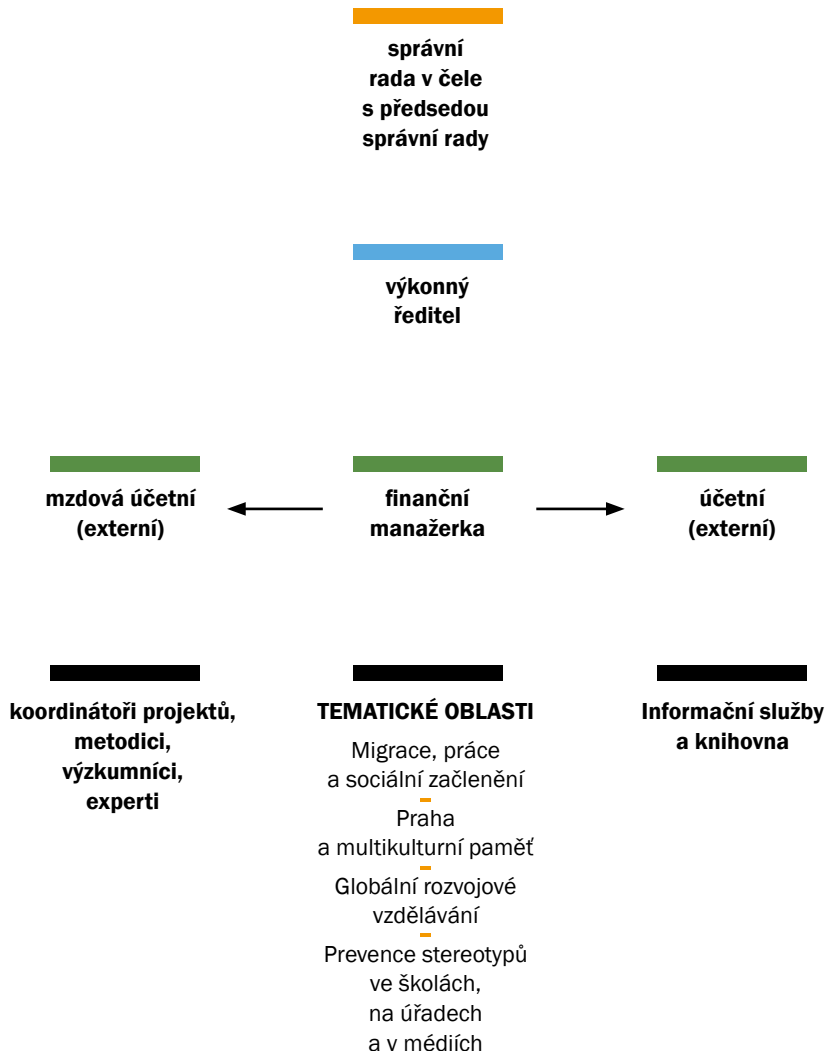 správní
rada v čele
s předsedou
správní rady
výkonný
ředitel
mzdová účetní
(externí)
finanční
manažerka
účetní
(externí)
koordinátoři projektů,
metodici,
výzkumníci,
experti
TEMATICKÉ OBLASTI
Migrace, práce
a sociální začlenění
Praha
a multikulturní paměť
Globální rozvojové
vzdělávání
Prevence stereotypů
ve školách,
na úřadech
a v médiích
Informační služby
a knihovna